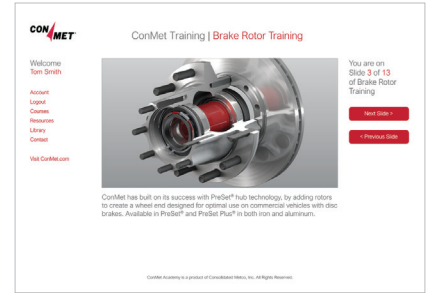 CONMET
ConMet Training | Brake Rotor Training
Welcome
Tom Smith
Account
Logout
Courses
Resources
Library
Contact
Visit ConMet.com
You are on
Slide 3 of 13
of Brake Rotor
Training
Next Slide >
< Previous Slide
ConMet has built on its success with PreSet® hub technology, by adding rotors
to create a wheel end designed for optimal use on commercial vehicles with disc
brakes. Available in PreSet® and PreSet Plus® in both iron and aluminum.
ConMet Academy is a product of Consolidated Metco, Inc. All Rights Reserved.